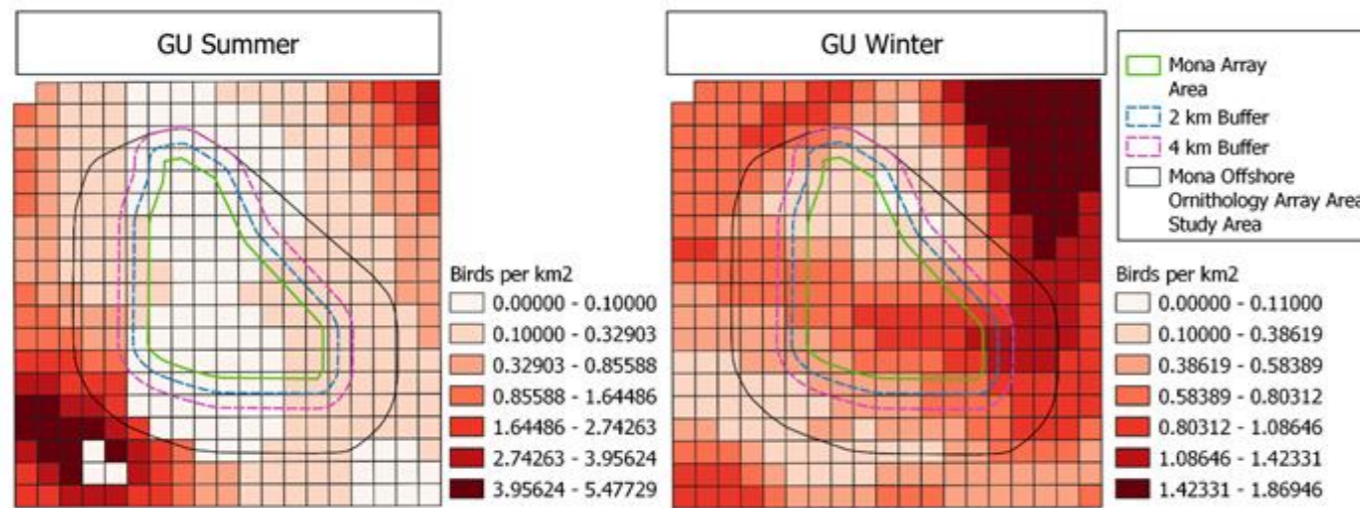 GU Summer
GU Winter
Mona Array
Area
2 km Buffer
4 km Buffer
Mona Offshore
Ornithology Array Area
Study Area
Birds per km2
0.00000 - 0.10000
0.10000 - 0.32903
0.32903 - 0.85588
0.85588 - 1.64486
1.64486 - 2.74263
2.74263 - 3.95624
3.95624 - 5.47729
Birds per km2
0.00000 - 0.11000
0.10000 - 0.38619
0.38619 - 0.58389
0.58389 - 0.80312
0.80312 - 1.08646
1.08646 - 1.42331
1.42331 - 1.86946